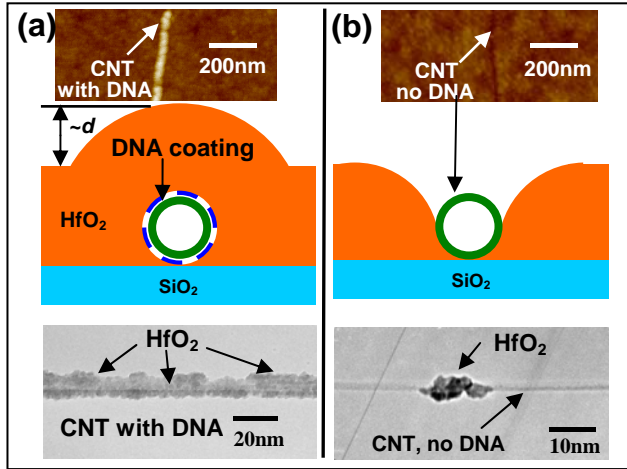 (a)
CNT
with DNA
200nm
~d
DNA coating
HfO₂
SiO₂
HfO₂
CNT with DNA
20nm
(b)
CNT
no DNA
200nm
SiO₂
HfO₂
CNT, no DNA
10nm